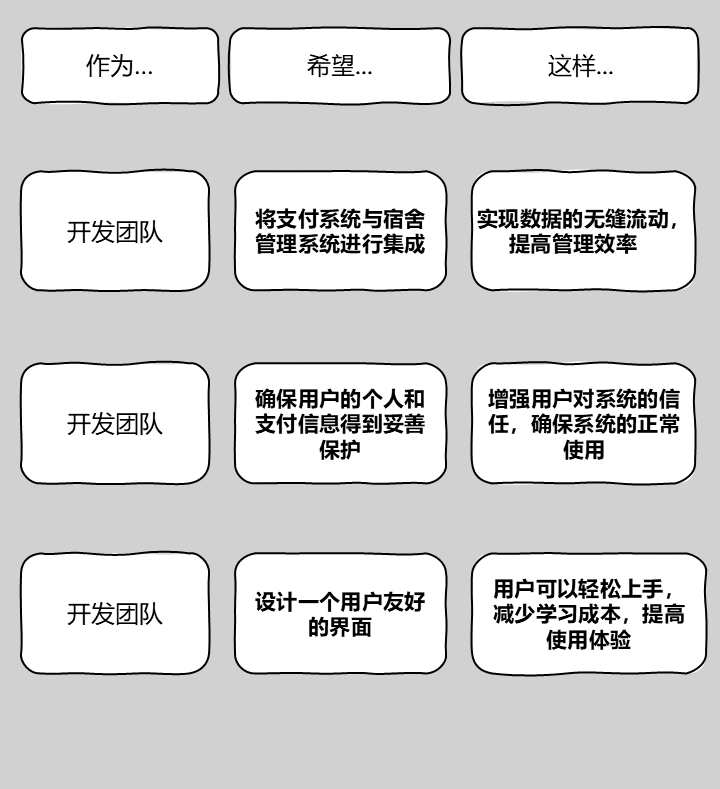 作为...
希望...
这样...
开发团队
将支付系统与宿舍
管理系统进行集成
实现数据的无缝流动，
提高管理效率
开发团队
确保用户的个人和
支付信息得到妥善
保护
增强用户对系统的信
任，确保系统的正常
使用
开发团队
设计一个用户友好
的界面
用户可以轻松上手，
减少学习成本，提高
使用体验